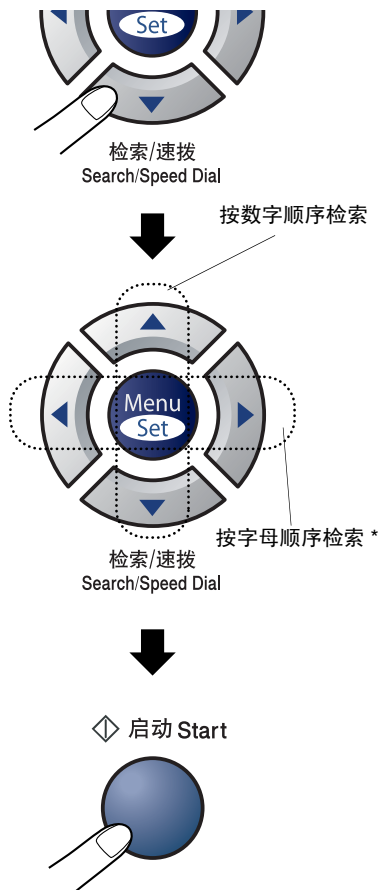 Set
检索/速拨
Search/Speed Dial
按数字顺序检索
Menu
Set
按字母顺序检索 *
检索/速拨
Search/Speed Dial
启动 Start